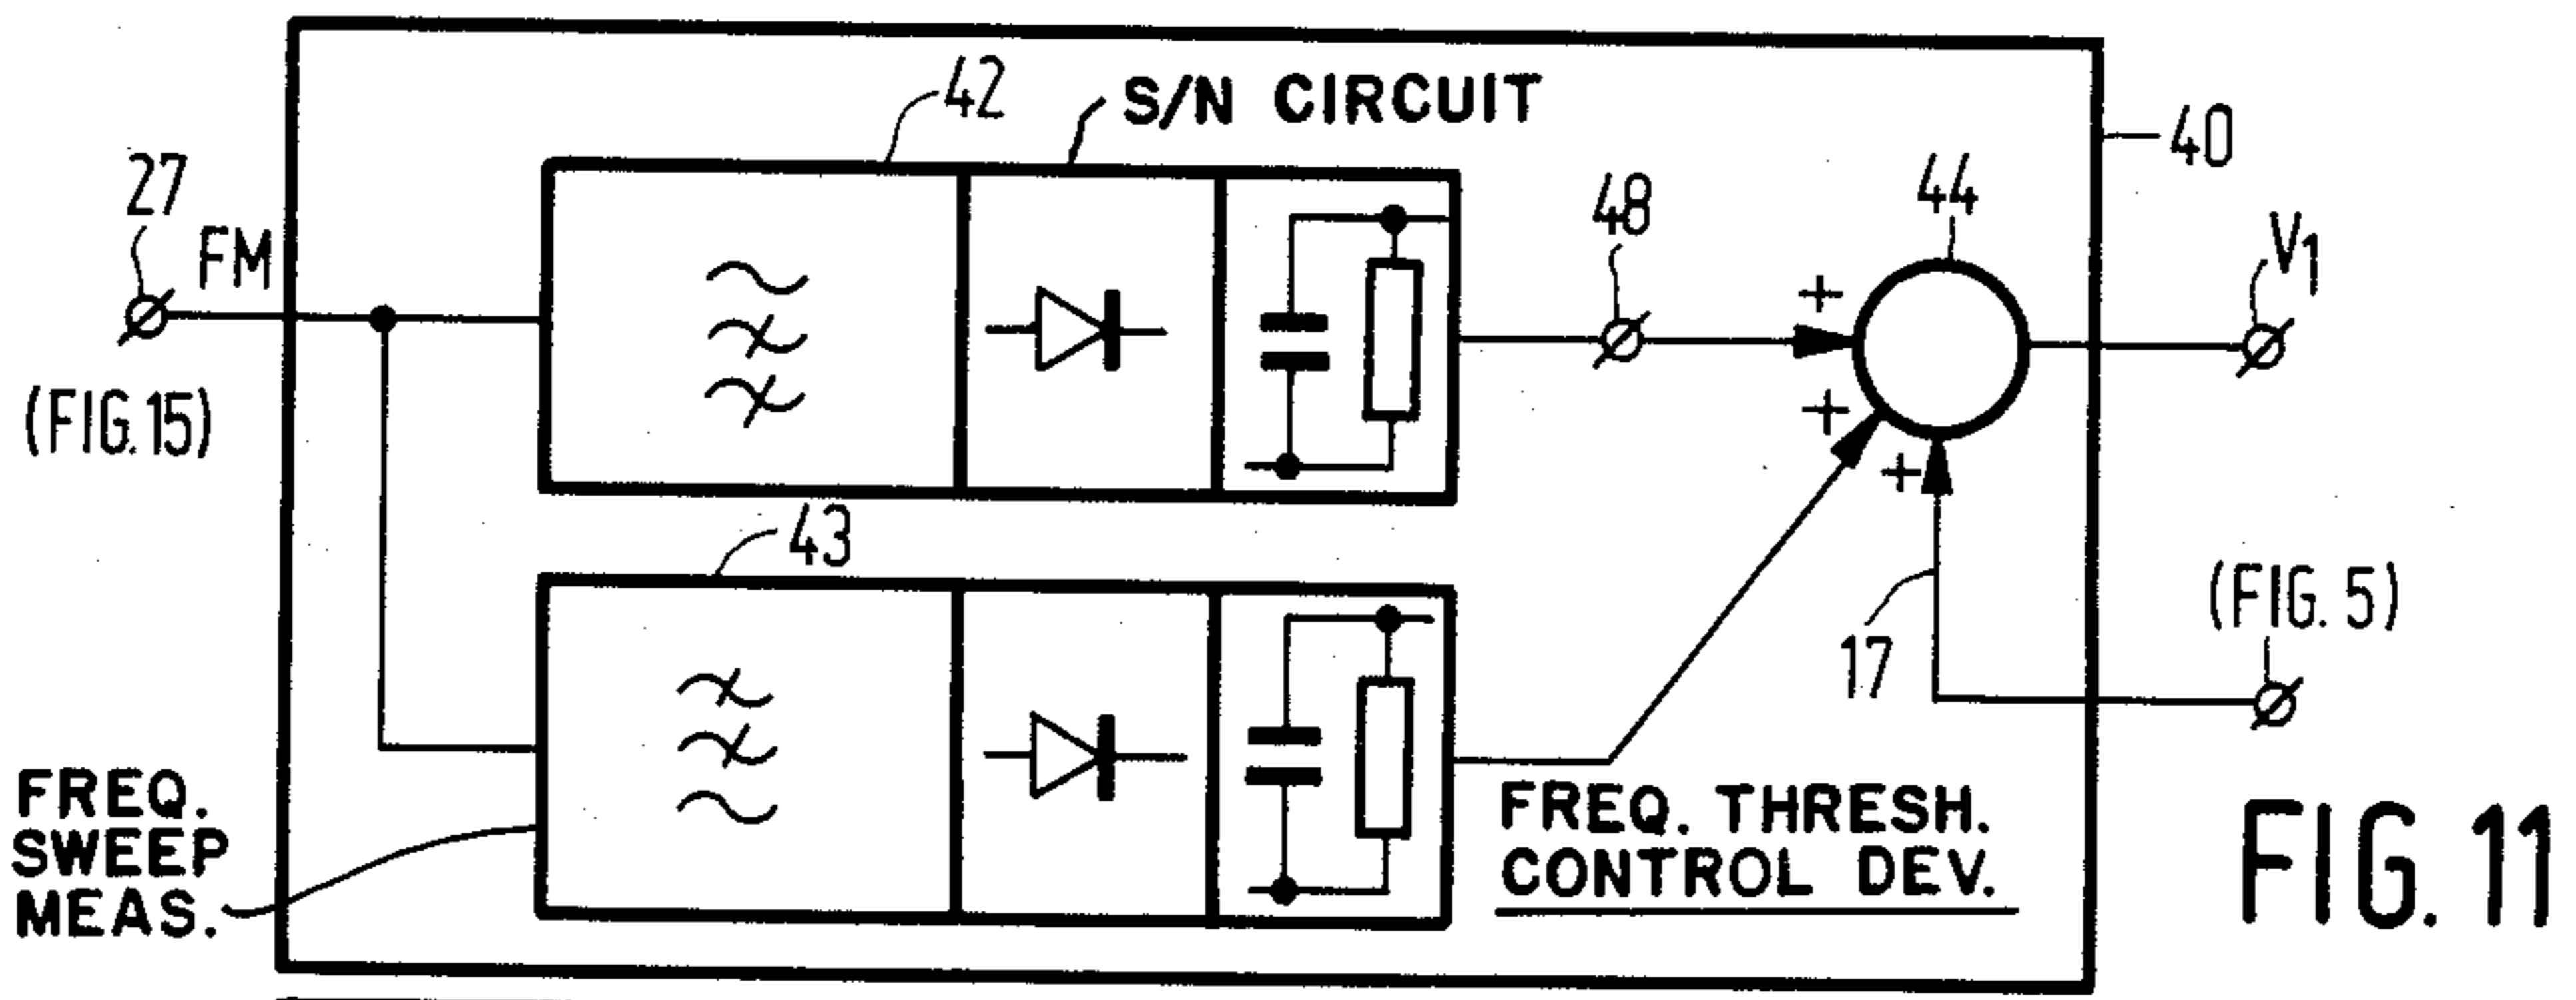 42
S/N CIRCUIT
40
27
FM
48
44
V1
(FIG. 15)
+
+
+
43
17
(FIG. 5)
FREQ.
SWEEP
MEAS.
FREQ. THRESH.
CONTROL DEV.
FIG. 11